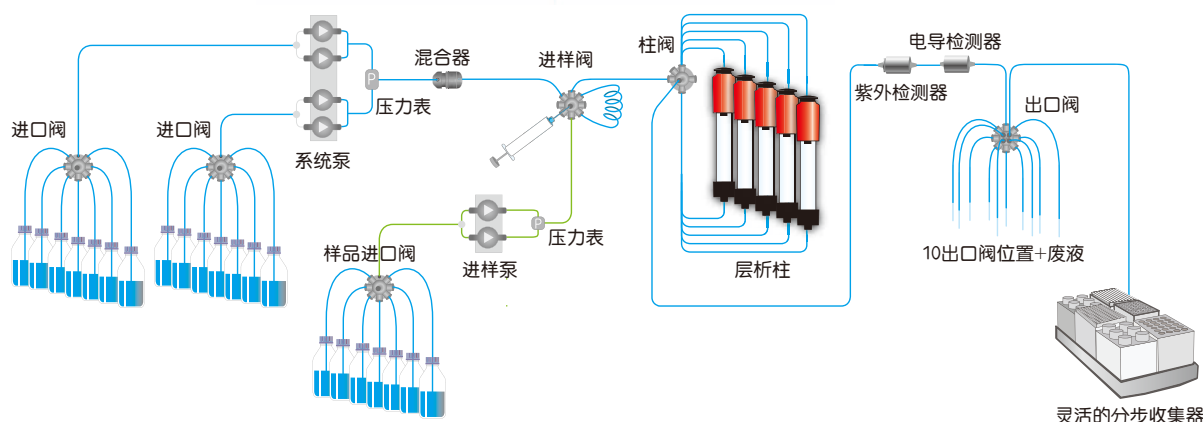 进口阀
进口阀
系统泵
P
压力表
混合器
进样阀
样品进口阀
进样泵
P
压力表
柱阀
层析柱
紫外检测器
电导检测器
出口阀
10出口阀位置+废液
灵活的分步收集器